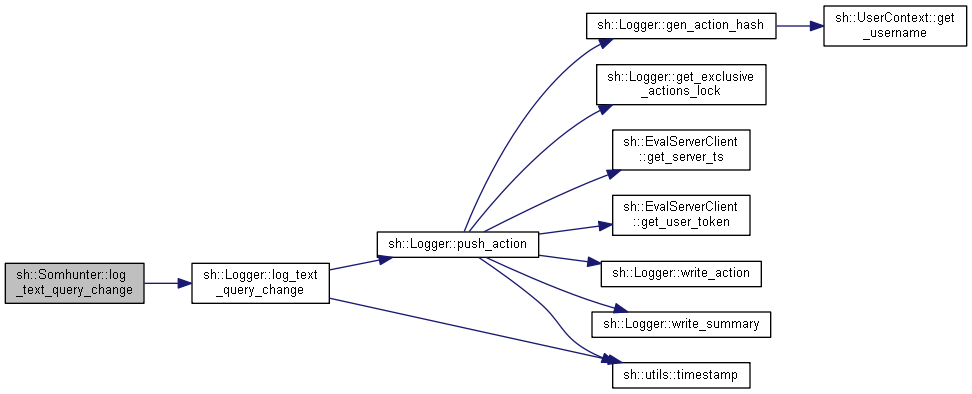 sh::Somhunter::log
_text_query_change
sh::Logger::log_text
_query_change
sh::Logger::push_action
sh::Logger::gen_action_hash
sh::UserContext::get
_username
sh::Logger::get_exclusive
_actions_lock
sh::EvalServerClient
::get_server_ts
sh::EvalServerClient
::get_user_token
sh::Logger::write_action
sh::Logger::write_summary
sh::utils::timestamp